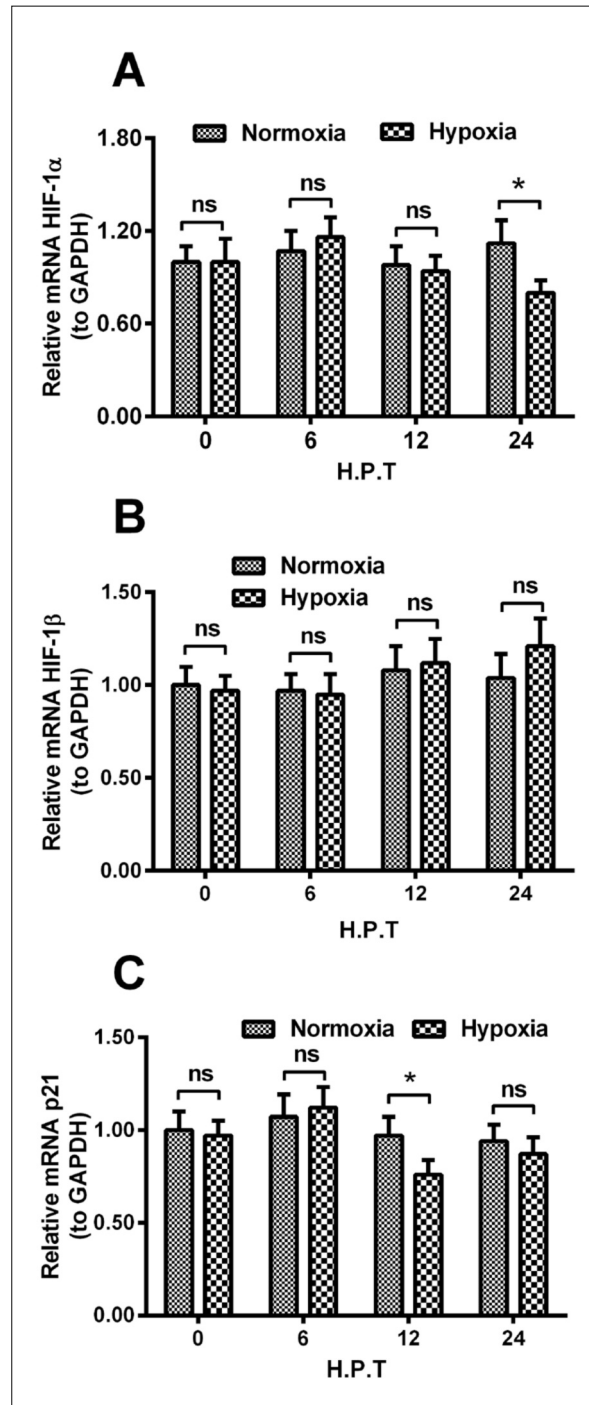 A
Normoxia Hypoxia
Relative mRNA HIF-1α
(to GAPDH)
1.80
1.20
0.60
0.00
ns
ns
ns
*
0 6 12 24
H.P.T
B
Normoxia
Hypoxia
Relative mRNA HIF-1β
(to GAPDH)
1.50
1.00
0.50
0.00
ns
ns
ns
ns
0 6 12 24
H.P.T
C
Normoxia Hypoxia
Relative mRNA p21
(to GAPDH)
1.50
1.00
0.50
0.00
ns
ns
*
ns
0 6 12 24
H.P.T